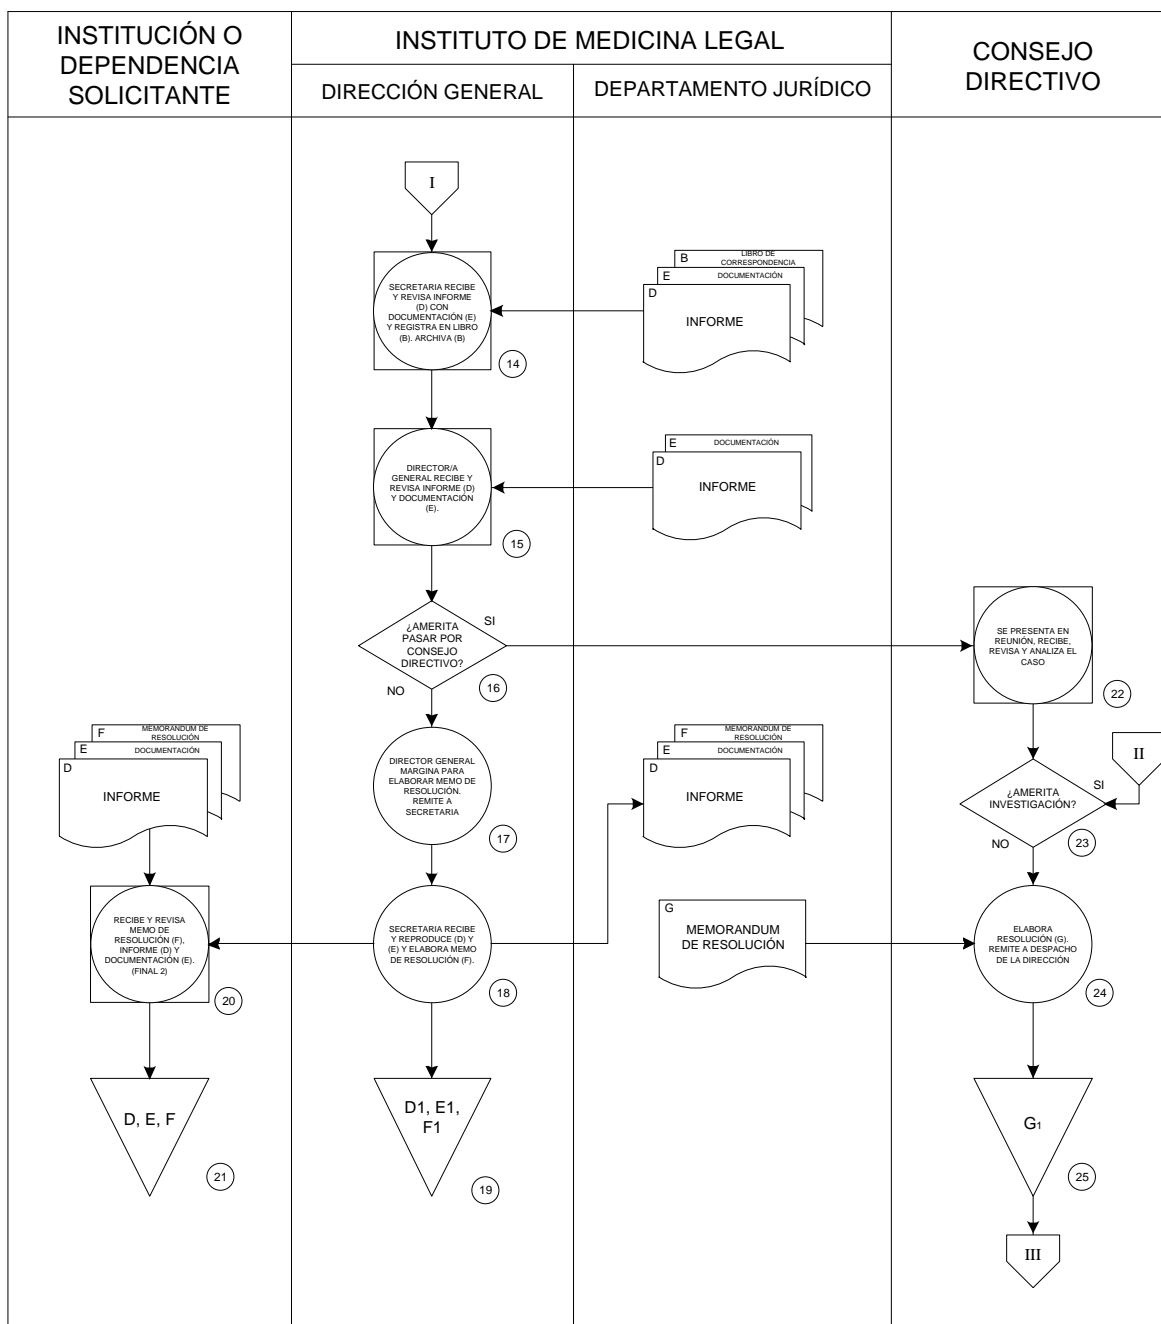 INSTITUCIÓN O
DEPENDENCIA
SOLICITANTE
INSTITUTO DE MEDICINA LEGAL
DIRECCIÓN GENERAL
DEPARTAMENTO JURÍDICO
CONSEJO
DIRECTIVO
I
SECRETARIA RECIBE
Y REVISA INFORME
(D) CON
DOCUMENTACIÓN (E)
Y REGISTRA EN LIBRO
(B). ARCHIVA (B)
14
B
LIBRO DE
CORRESPONDENCIA
E
DOCUMENTACIÓN
D
INFORME
DIRECTOR/A
GENERAL RECIBE Y
REVISA INFORME (D)
Y DOCUMENTACIÓN
(E).
15
E
DOCUMENTACIÓN
D
INFORME
¿AMERITA
PASAR POR
CONSEJO
DIRECTIVO?
SI
NO
16
SE PRESENTA EN
REUNIÓN, RECIBE,
REVISA Y ANALIZA EL
CASO
22
F
MEMORANDUM DE
RESOLUCIÓN
E
DOCUMENTACIÓN
D
INFORME
DIRECTOR GENERAL
MARGINA PARA
ELABORAR MEMO DE
RESOLUCIÓN.
REMITE A
SECRETARIA
17
F
MEMORANDUM DE
RESOLUCIÓN
E
DOCUMENTACIÓN
D
INFORME
II
¿AMERITA
INVESTIGACIÓN?
SI
NO
23
RECIBE Y REVISA
MEMO DE
RESOLUCIÓN (F),
INFORME (D) Y
DOCUMENTACIÓN (E).
(FINAL 2)
20
SECRETARIA RECIBE
Y REPRODUCE (D) Y
(E) Y ELABORA MEMO
DE RESOLUCIÓN (F).
18
G
MEMORANDUM
DE RESOLUCIÓN
ELABORA
RESOLUCIÓN (G).
REMITE A DESPACHO
DE LA DIRECCIÓN
24
D, E, F
21
D1, E1,
F1
19
G1
25
III